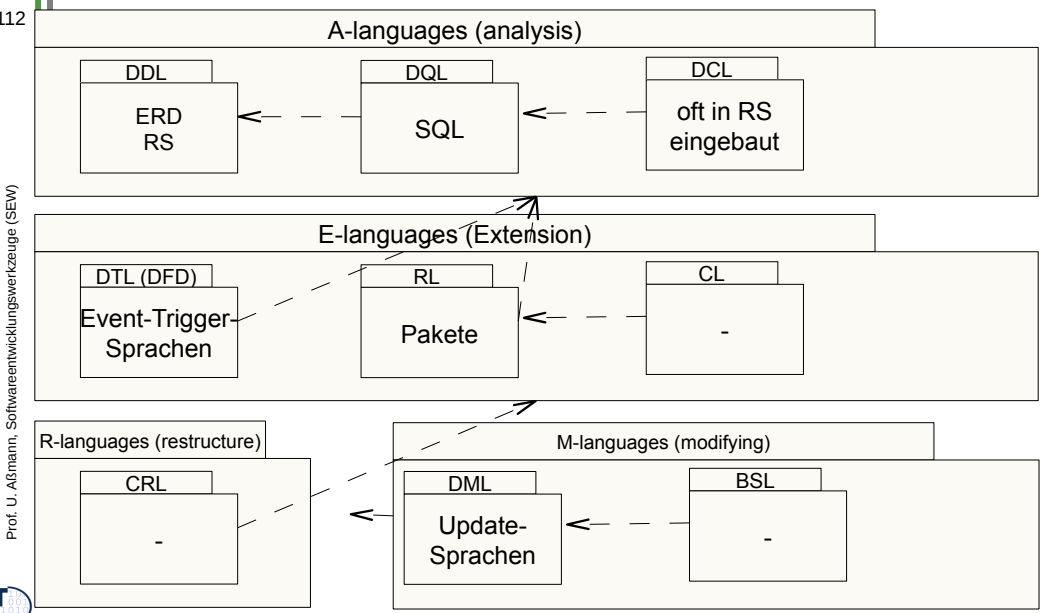 112
A-languages (analysis)
DDL
ERD
RS
DQL
SQL
DCL
oft in RS
eingebaut
E-languages (Extension)
DTL (DFD)
Event-Trigger-
Sprachen
RL
Pakete
CL
-
R-languages (restructure)
CRL
-
M-languages (modifying)
DML
Update-
Sprachen
BSL
-
Prof. U. Aßmann, Softwareentwicklungswerkzeuge (SEW)